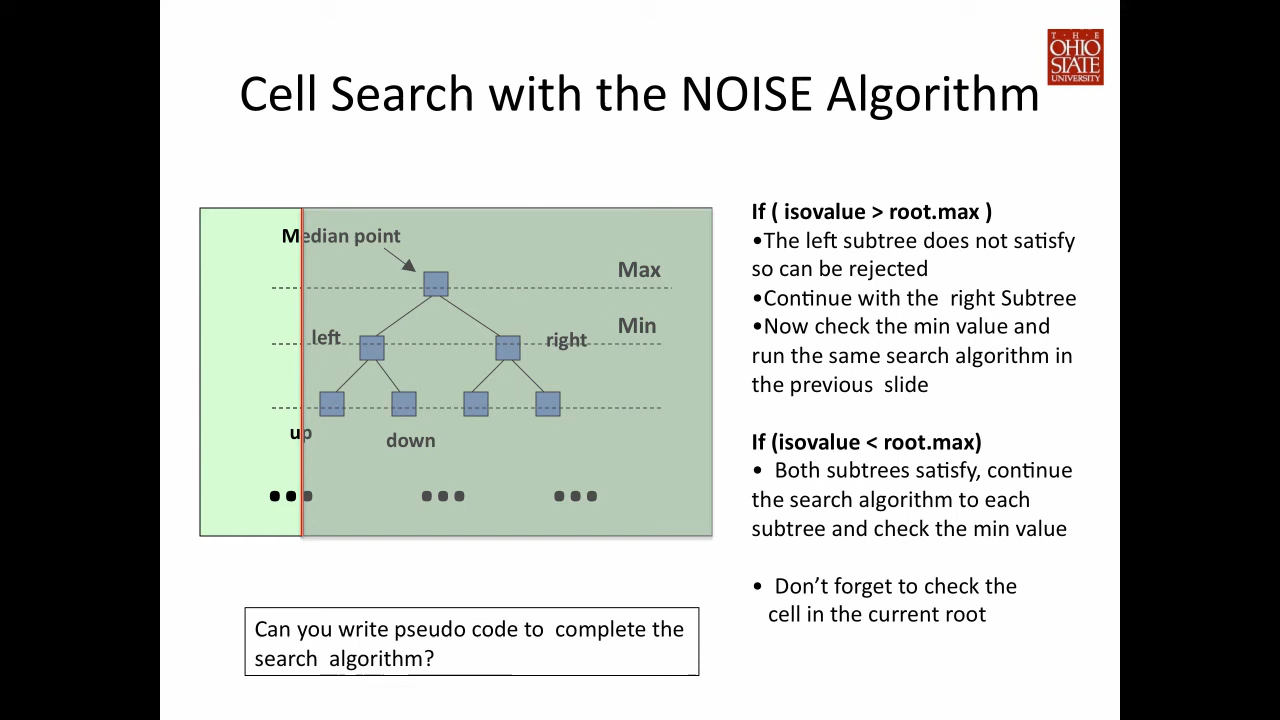 T · H · E
OHIO
STATE
UNIVERSITY
Cell Search with the NOISE Algorithm
Median point
Max
left
Min
right
up
down
If ( isovalue > root.max )
•The left subtree does not satisfy
so can be rejected
•Continue with the right Subtree
•Now check the min value and
run the same search algorithm in
the previous slide
If (isovalue < root.max)
• Both subtrees satisfy, continue
the search algorithm to each
subtree and check the min value
• Don’t forget to check the
cell in the current root
Can you write pseudo code to complete the
search algorithm?